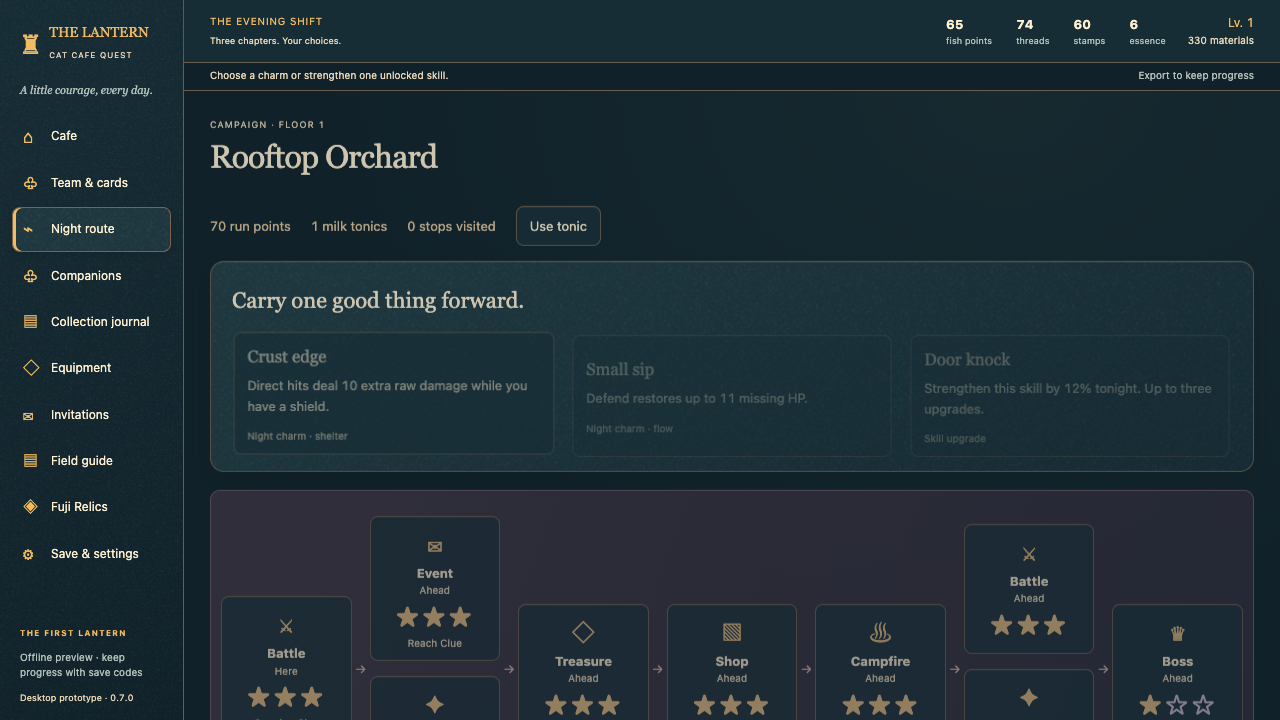 THE LANTERN
CAT CAFE QUEST
A little courage, every day.
Cafe
Team & cards
Night route
Companions
Collection journal
Equipment
Invitations
Field guide
Fuji Relics
Save & settings
THE FIRST LANTERN
Offline preview · keep
progress with save codes
Desktop prototype · 0.7.0
THE EVENING SHIFT
Three chapters. Your choices.
65
fish points
74
threads
60
stamps
6
essence
Lv. 1
330 materials
Choose a charm or strengthen one unlocked skill.
Export to keep progress
CAMPAIGN · FLOOR 1
Rooftop Orchard
70 run points
1 milk tonics
0 stops visited
Use tonic
Carry one good thing forward.
Crust edge
Direct hits deal 10 extra raw damage while you
have a shield.
Night charm · shelter
Small sip
Defend restores up to 11 missing HP.
Night charm · flow
Door knock
Strengthen this skill by 12% tonight. Up to three
upgrades.
Skill upgrade
Battle
Here
Event
Ahead
Reach Clue
Treasure
Ahead
Shop
Ahead
Campfire
Ahead
Battle
Ahead
Boss
Ahead